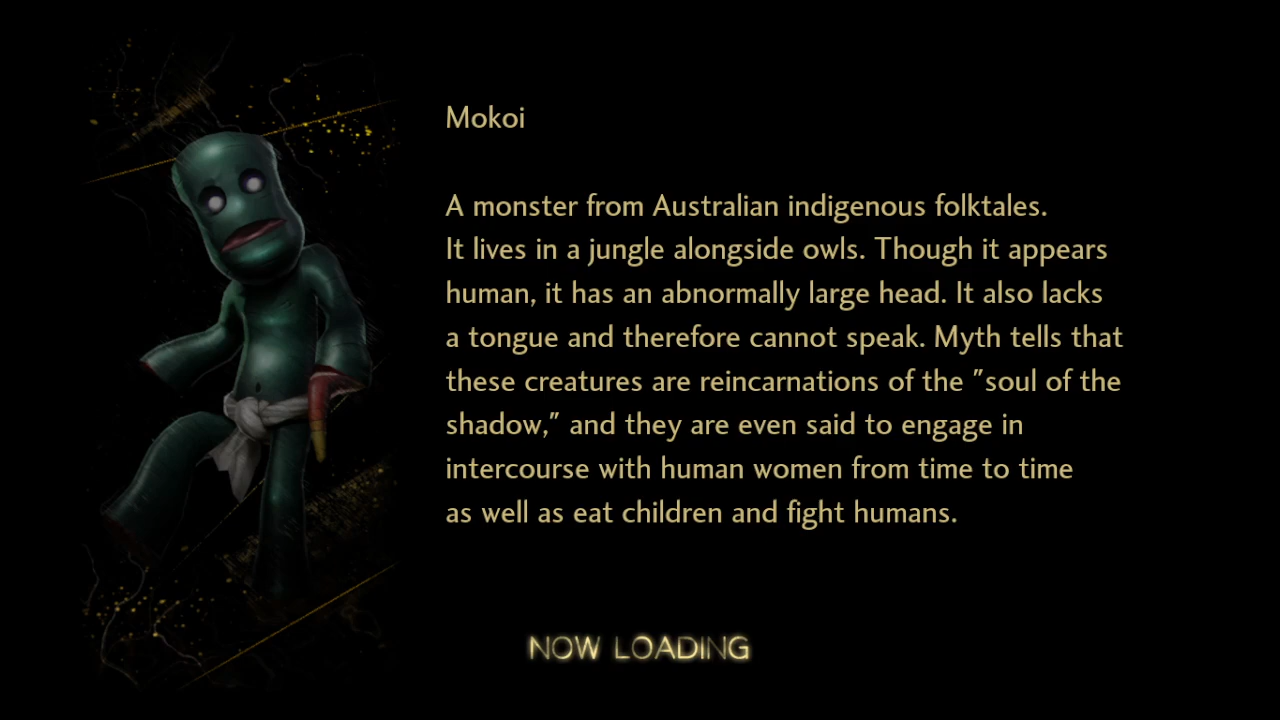 Mokoi
A monster from Australian indigenous folktales.
It lives in a jungle alongside owls. Though it appears
human, it has an abnormally large head. It also lacks
a tongue and therefore cannot speak. Myth tells that
these creatures are reincarnations of the "soul of the
shadow," and they are even said to engage in
intercourse with human women from time to time
as well as eat children and fight humans.
NOW LOADING